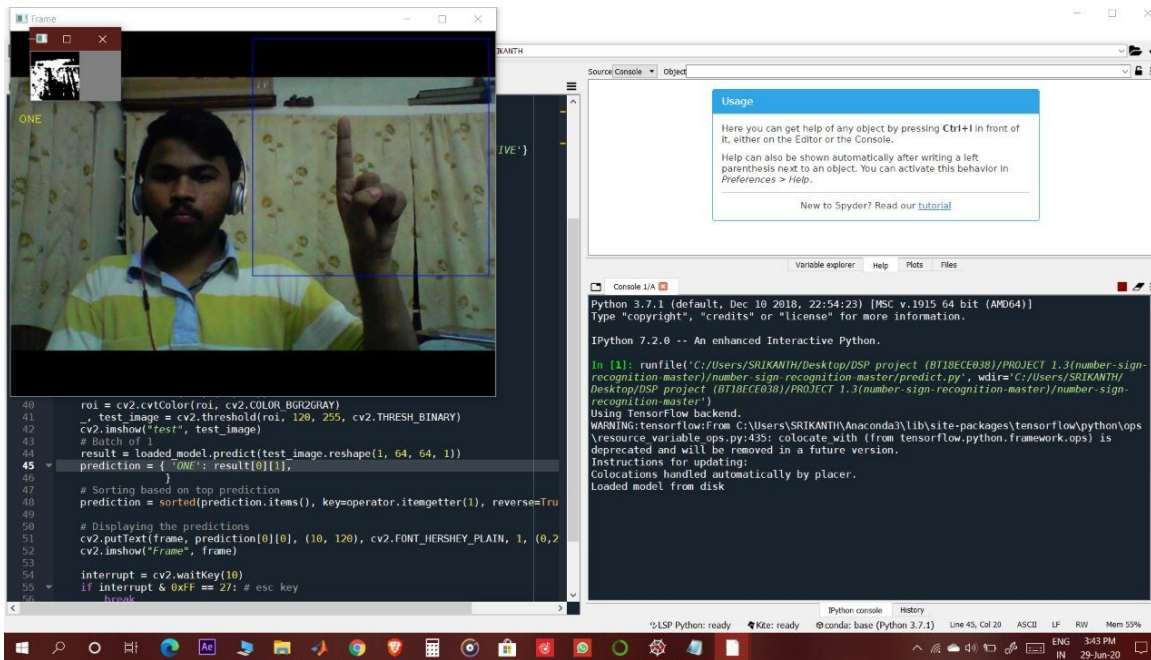 Frame
ONE
IKANTH
IVE'}
40 roi = cv2.cvtColor(roi, cv2.COLOR_BGR2GRAY)
41 _, test_image = cv2.threshold(roi, 120, 255, cv2.THRESH_BINARY)
42 cv2.imshow("test", test_image)
43 # Batch of 1
44 result = loaded_model.predict(test_image.reshape(1, 64, 64, 1))
45 prediction = { 'ONE': result[0][1],
46 }
47 # Sorting based on top prediction
48 prediction = sorted(prediction.items(), key=operator.itemgetter(1), reverse=Tru
49
50 # Displaying the predictions
51 cv2.putText(frame, prediction[0][0], (10, 120), cv2.FONT_HERSHEY_PLAIN, 1, (0,2
52 cv2.imshow("Frame", frame)
53
54 interrupt = cv2.waitKey(10)
55 if interrupt & 0xFF == 27: # esc key
56 break
Source Console Object
Usage
Here you can get help of any object by pressing Ctrl+I in front of
it, either on the Editor or the Console.
Help can also be shown automatically after writing a left
parenthesis next to an object. You can activate this behavior in
Preferences > Help.
New to Spyder? Read our tutorial
Variable explorer Help Plots Files
Console 1/A
Python 3.7.1 (default, Dec 10 2018, 22:54:23) [MSC v.1915 64 bit (AMD64)]
Type "copyright", "credits" or "license" for more information.
IPython 7.2.0 -- An enhanced Interactive Python.
In [1]: runfile('C:/Users/SRIKANTH/Desktop/DSP project (BT18ECE038)/PROJECT 1.3(number-sign-
recognition-master)/number-sign-recognition-master/predict.py', wdir='C:/Users/SRIKANTH/
Desktop/DSP project (BT18ECE038)/PROJECT 1.3(number-sign-recognition-master)/number-sign-
recognition-master')
Using TensorFlow backend.
WARNING:tensorflow:From C:\Users\SRIKANTH\Anaconda3\lib\site-packages\tensorflow\python\ops
\resource_variable_ops.py:435: colocate_with (from tensorflow.python.framework.ops) is
deprecated and will be removed in a future version.
Instructions for updating:
Colocations handled automatically by placer.
Loaded model from disk
IPython console History
LSP Python: ready Kite: ready conda: base (Python 3.7.1) Line 45, Col 20 ASCII LF RW Mem 55%
Ae
ENG 3:43 PM
IN 29-Jun-20